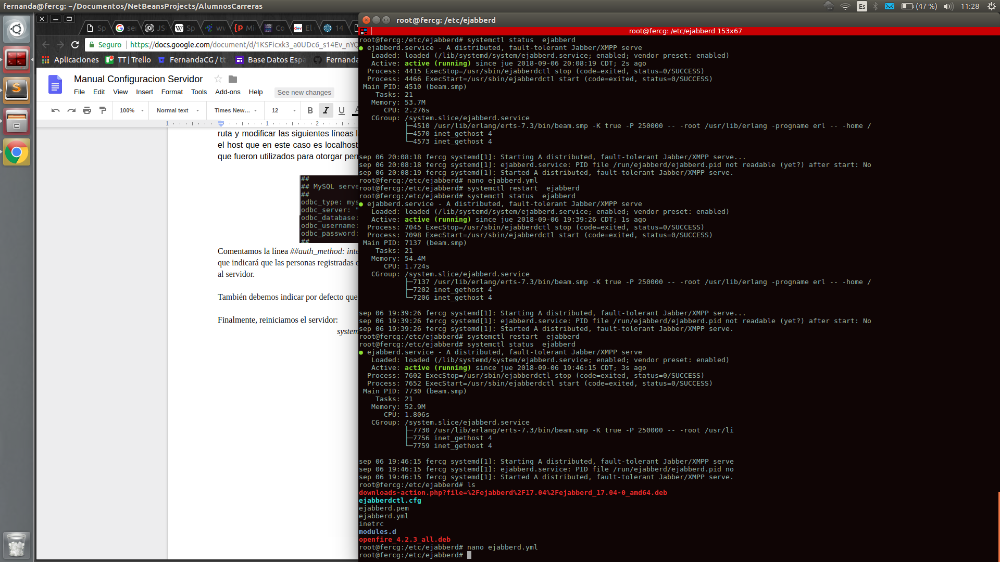 fernanda@fercg: ~/Documentos/NetBeansProjects/AlumnosCarreras
Es
(47 %)
11:28
Sp
se
JS
Sp
wv
Mi
Co
El
14
Seguro
https://docs.google.com/document/d/1KSFicxk3_a0UDc6_s14Ev_nYQ
Aplicaciones
TT | Trello
FernandaCG / tt
Base Datos Espa
Fernanda
Manual Configuracion Servidor
File Edit View Insert Format Tools Add-ons Help See new changes
100% Normal text Times New... 12 B I U A
1 1 2
ruta y modificar las siguientes líneas l
el host que en este caso es localhost
que fueron utilizados para otorgar per
##
## MySQL serve
##
odbc_type: mys
odbc_server: "
odbc_database:
odbc_username:
odbc_password:
##
Comentamos la línea ##auth_method: inte
que indicará que las personas registradas e
al servidor.
También debemos indicar por defecto que
Finalmente, reiniciamos el servidor:
system
root@fercg: /etc/ejabberd
root@fercg: /etc/ejabberd 153x67
root@fercg:/etc/ejabberd# systemctl status  ejabberd
● ejabberd.service - A distributed, fault-tolerant Jabber/XMPP serve
Loaded: loaded (/lib/systemd/system/ejabberd.service; enabled; vendor preset: enabled)
Active: active (running) since jue 2018-09-06 20:08:19 CDT; 2s ago
Process: 4415 ExecStop=/usr/sbin/ejabberdctl stop (code=exited, status=0/SUCCESS)
Process: 4466 ExecStart=/usr/sbin/ejabberdctl start (code=exited, status=0/SUCCESS)
Main PID: 4510 (beam.smp)
Tasks: 21
Memory: 53.7M
CPU: 2.276s
CGroup: /system.slice/ejabberd.service
├─4510 /usr/lib/erlang/erts-7.3/bin/beam.smp -K true -P 250000 -- -root /usr/lib/erlang -progname erl -- -home /
├─4570 inet_gethost 4
└─4573 inet_gethost 4
sep 06 20:08:18 fercg systemd[1]: Starting A distributed, fault-tolerant Jabber/XMPP serve...
sep 06 20:08:18 fercg systemd[1]: ejabberd.service: PID file /run/ejabberd/ejabberd.pid not readable (yet?) after start: No
sep 06 20:08:19 fercg systemd[1]: Started A distributed, fault-tolerant Jabber/XMPP serve.
root@fercg:/etc/ejabberd# nano ejabberd.yml
root@fercg:/etc/ejabberd# systemctl restart  ejabberd
root@fercg:/etc/ejabberd# systemctl status  ejabberd
● ejabberd.service - A distributed, fault-tolerant Jabber/XMPP serve
Loaded: loaded (/lib/systemd/system/ejabberd.service; enabled; vendor preset: enabled)
Active: active (running) since jue 2018-09-06 19:39:26 CDT; 1s ago
Process: 7045 ExecStop=/usr/sbin/ejabberdctl stop (code=exited, status=0/SUCCESS)
Process: 7098 ExecStart=/usr/sbin/ejabberdctl start (code=exited, status=0/SUCCESS)
Main PID: 7137 (beam.smp)
Tasks: 21
Memory: 54.4M
CPU: 1.724s
CGroup: /system.slice/ejabberd.service
├─7137 /usr/lib/erlang/erts-7.3/bin/beam.smp -K true -P 250000 -- -root /usr/lib/erlang -progname erl -- -home /
├─7202 inet_gethost 4
└─7206 inet_gethost 4
sep 06 19:39:26 fercg systemd[1]: Starting A distributed, fault-tolerant Jabber/XMPP serve...
sep 06 19:39:26 fercg systemd[1]: ejabberd.service: PID file /run/ejabberd/ejabberd.pid not readable (yet?) after start: No
sep 06 19:39:26 fercg systemd[1]: Started A distributed, fault-tolerant Jabber/XMPP serve.
root@fercg:/etc/ejabberd# systemctl restart  ejabberd
root@fercg:/etc/ejabberd# systemctl status  ejabberd
● ejabberd.service - A distributed, fault-tolerant Jabber/XMPP serve
Loaded: loaded (/lib/systemd/system/ejabberd.service; enabled; vendor preset: enabled)
Active: active (running) since jue 2018-09-06 19:46:15 CDT; 3s ago
Process: 7602 ExecStop=/usr/sbin/ejabberdctl stop (code=exited, status=0/SUCCESS)
Process: 7652 ExecStart=/usr/sbin/ejabberdctl start (code=exited, status=0/SUCCESS)
Main PID: 7730 (beam.smp)
Tasks: 21
Memory: 52.9M
CPU: 1.806s
CGroup: /system.slice/ejabberd.service
├─7730 /usr/lib/erlang/erts-7.3/bin/beam.smp -K true -P 250000 -- -root /usr/li
├─7756 inet_gethost 4
└─7759 inet_gethost 4
sep 06 19:46:15 fercg systemd[1]: Starting A distributed, fault-tolerant Jabber/XMPP serve
sep 06 19:46:15 fercg systemd[1]: ejabberd.service: PID file /run/ejabberd/ejabberd.pid no
sep 06 19:46:15 fercg systemd[1]: Started A distributed, fault-tolerant Jabber/XMPP serve.
root@fercg:/etc/ejabberd# ls
downloads-action.php?file=%2Fejabberd%2F17.04%2Fejabberd_17.04-0_amd64.deb
ejabberdctl.cfg
ejabberd.pem
ejabberd.yml
inetrc
modules.d
openfire_4.2.3_all.deb
root@fercg:/etc/ejabberd# nano ejabberd.yml
root@fercg:/etc/ejabberd#